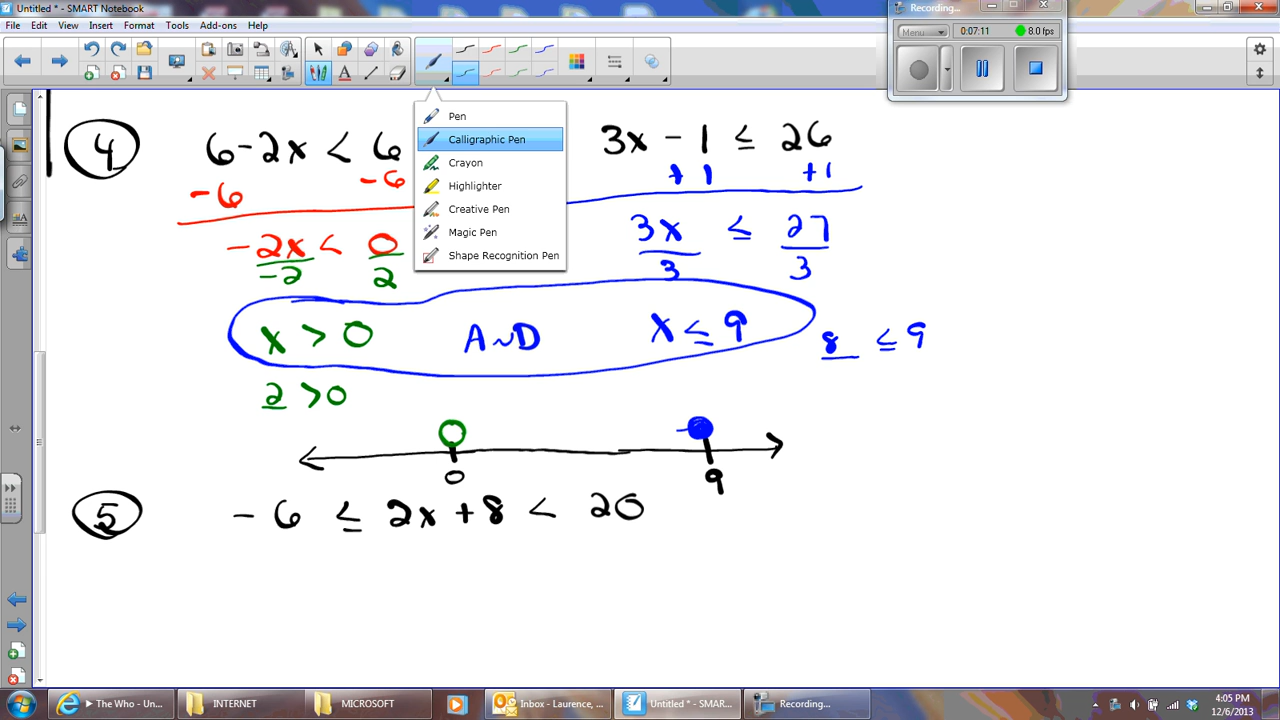 Untitled * - SMART Notebook
File Edit View Insert Format Tools Add-ons Help
Recording...
Menu 0:07:11 8.0 fps
Pen
Calligraphic Pen
Crayon
Highlighter
Creative Pen
Magic Pen
Shape Recognition Pen
4 6-2x < 6 3x - 1 ≤ 26
-6 -6 +1 +1
-2x < 0 3x ≤ 27
-2 2 3 3
x > 0 AND x ≤ 9 8 ≤ 9
2 > 0
0 9
5 -6 ≤ 2x + 8 < 20
The Who - Un... INTERNET MICROSOFT Inbox - Laurence, ... Untitled * - SMAR... Recording...
4:05 PM
12/6/2013